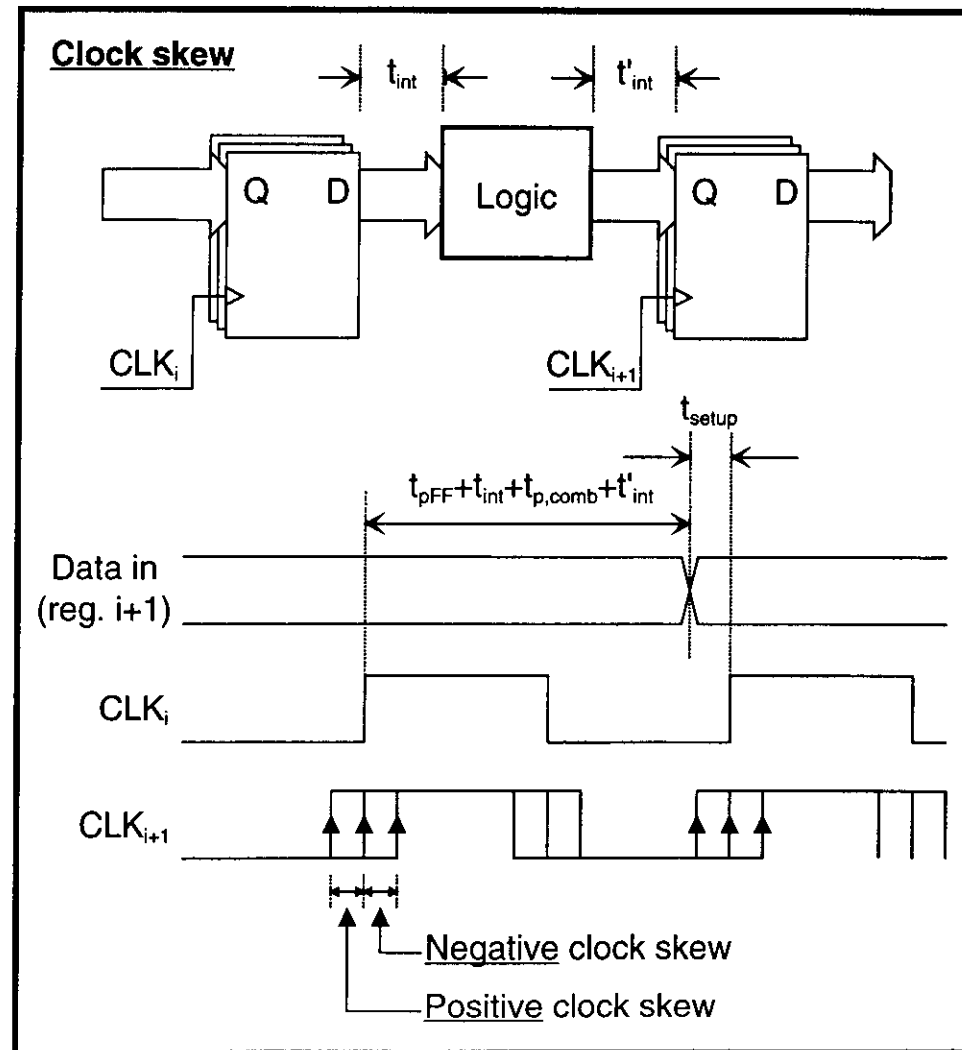 Clock skew
t_int
t'_int
Q D
Logic
Q D
CLK_i
CLK_i+1
t_setup
t_pFF+t_int+t_p,comb+t'_int
Data in
(reg. i+1)
CLK_i
CLK_i+1
Negative clock skew
Positive clock skew